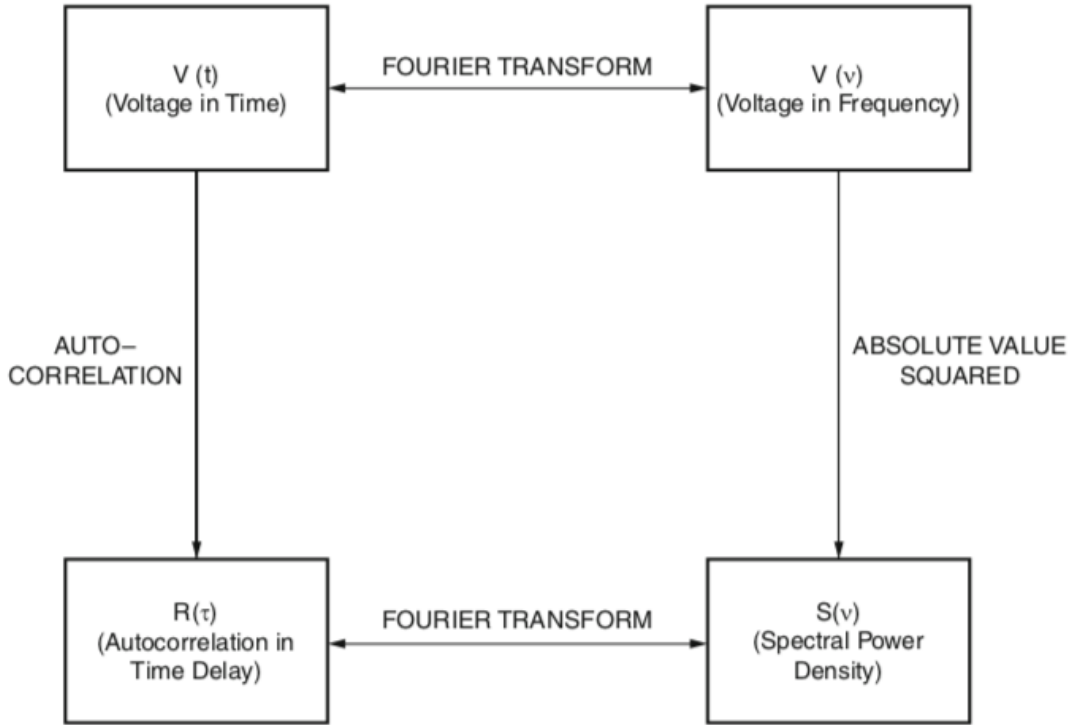 V (t)
(Voltage in Time)
FOURIER TRANSFORM
V (ν)
(Voltage in Frequency)
AUTO–
CORRELATION
ABSOLUTE VALUE
SQUARED
R(τ)
(Autocorrelation in
Time Delay)
FOURIER TRANSFORM
S(ν)
(Spectral Power
Density)